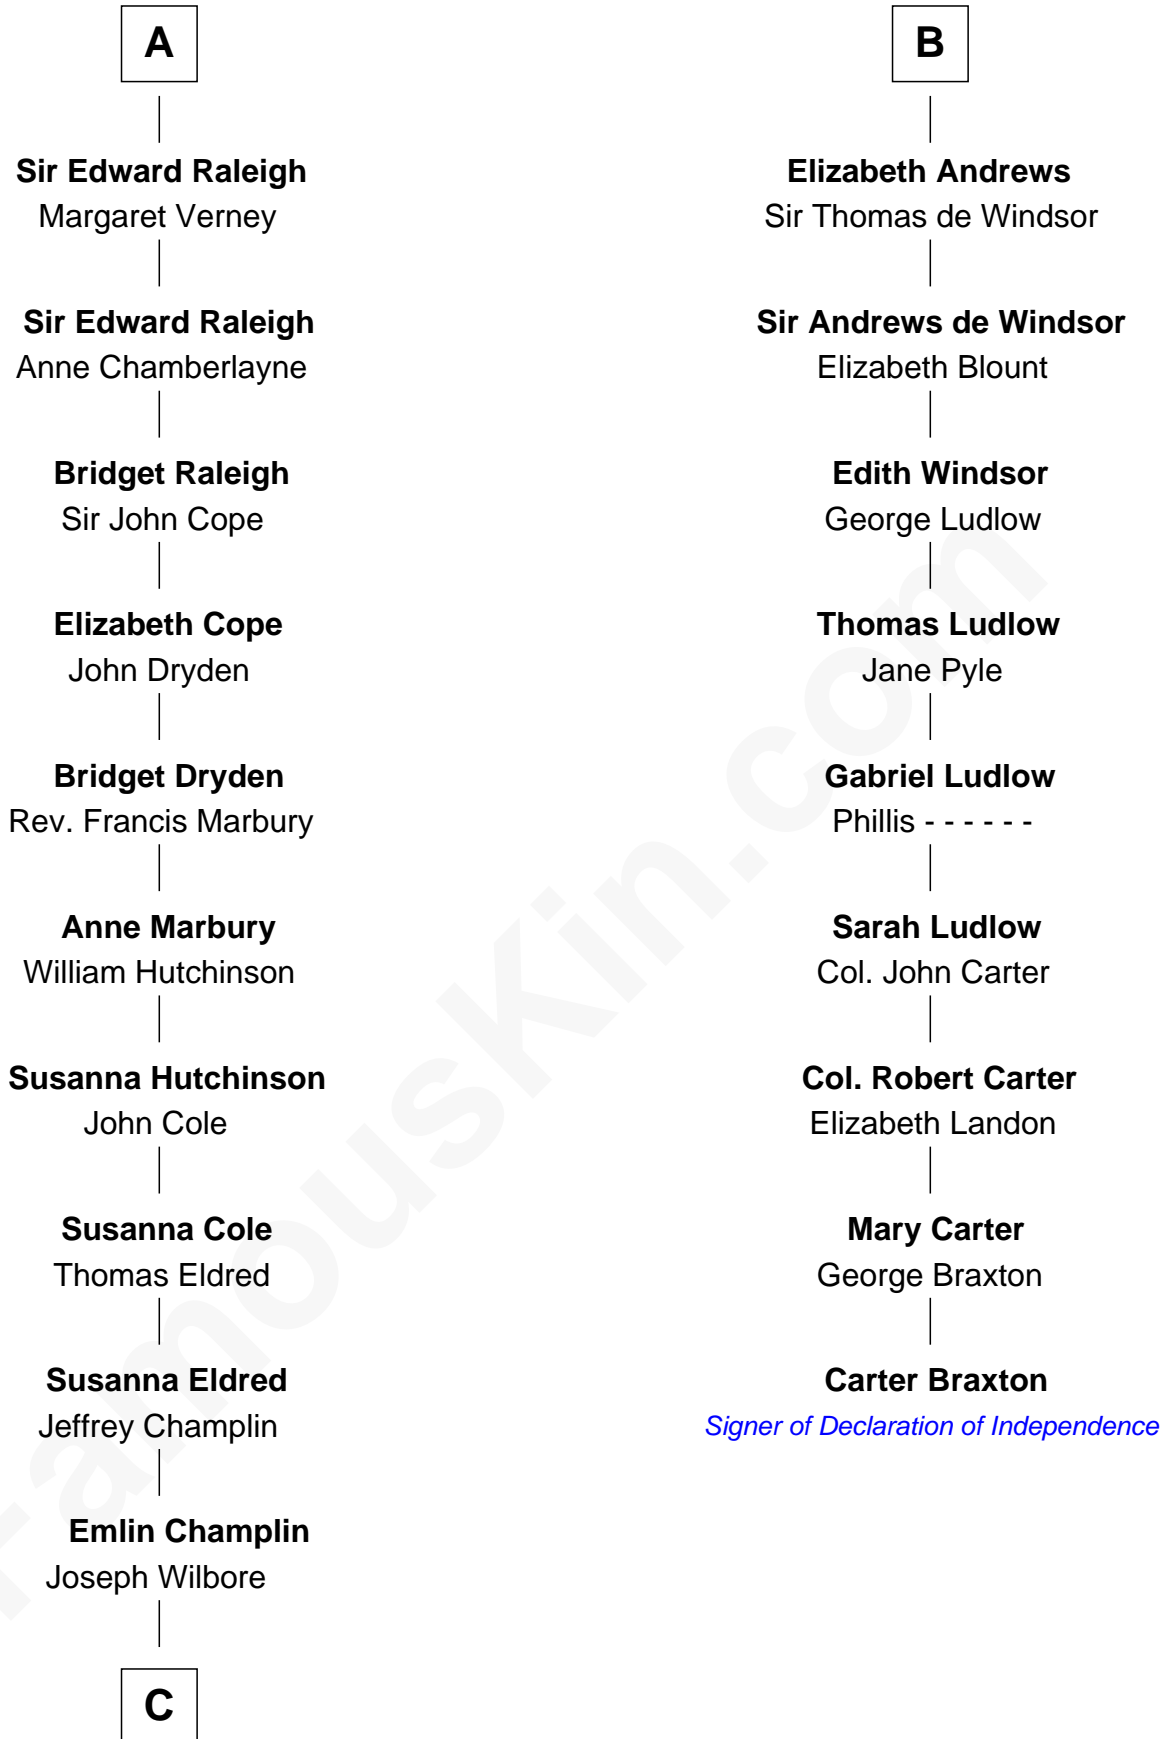 A
Sir Edward Raleigh
Margaret Verney
Sir Edward Raleigh
Anne Chamberlayne
Bridget Raleigh
Sir John Cope
Elizabeth Cope
John Dryden
Bridget Dryden
Rev. Francis Marbury
Anne Marbury
William Hutchinson
Susanna Hutchinson
John Cole
Susanna Cole
Thomas Eldred
Susanna Eldred
Jeffrey Champlin
Emlin Champlin
Joseph Wilbore
C
B
Elizabeth Andrews
Sir Thomas de Windsor
Sir Andrews de Windsor
Elizabeth Blount
Edith Windsor
George Ludlow
Thomas Ludlow
Jane Pyle
Gabriel Ludlow
Phillis - - - - - -
Sarah Ludlow
Col. John Carter
Col. Robert Carter
Elizabeth Landon
Mary Carter
George Braxton
Carter Braxton
Signer of Declaration of Independence
FamousKin.com